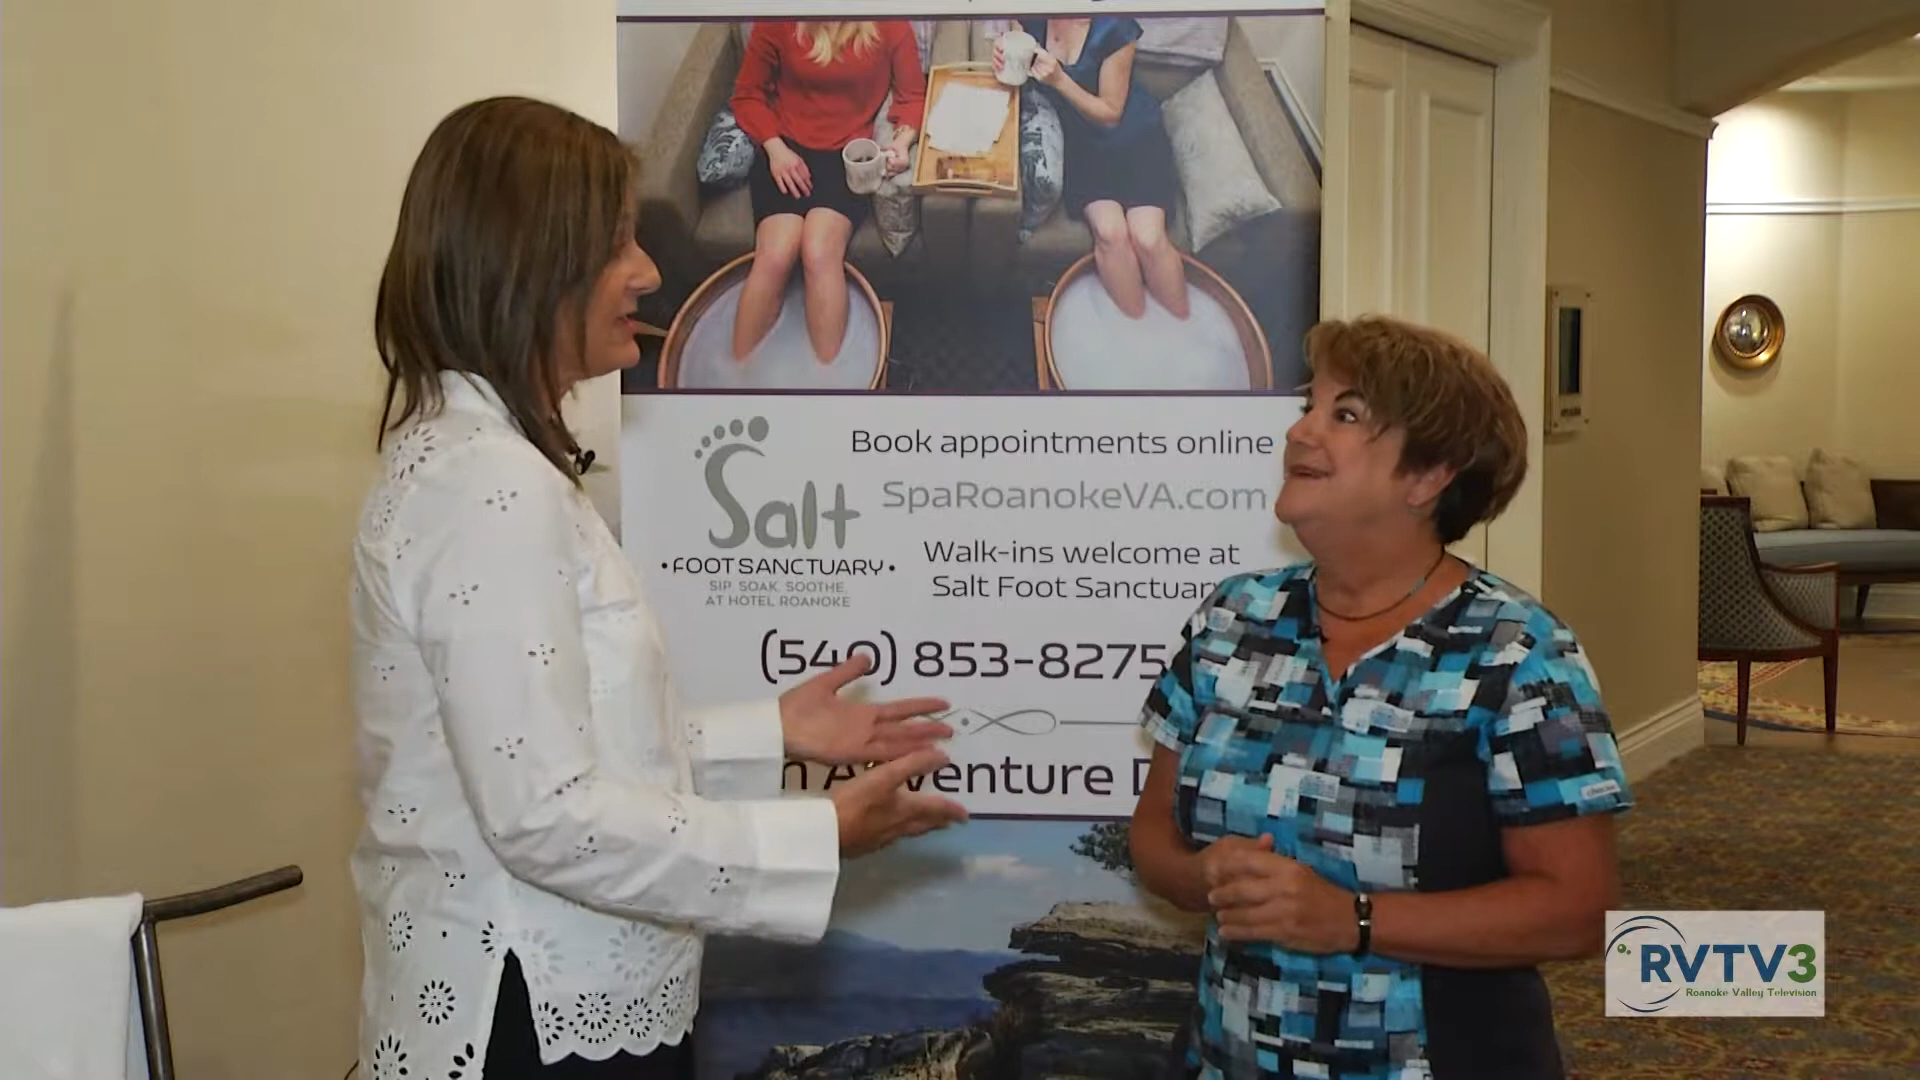 Book appointments online
SpaRoanokeVA.com
Salt
• FOOT SANCTUARY •
SIP, SOAK, SOOTHE,
AT HOTEL ROANOKE
Walk-ins welcome at
Salt Foot Sanctuary
(540) 853-8275
RVTV3
Roanoke Valley Television